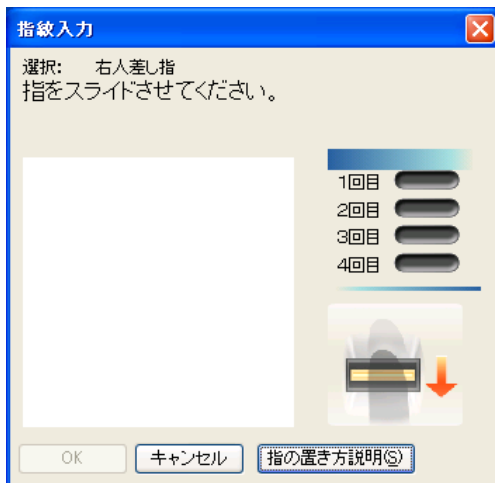 指紋入力
選択: 右人差し指
指をスライドさせてください。
1回目
2回目
3回目
4回目
OK
キャンセル
指の置き方説明(S)